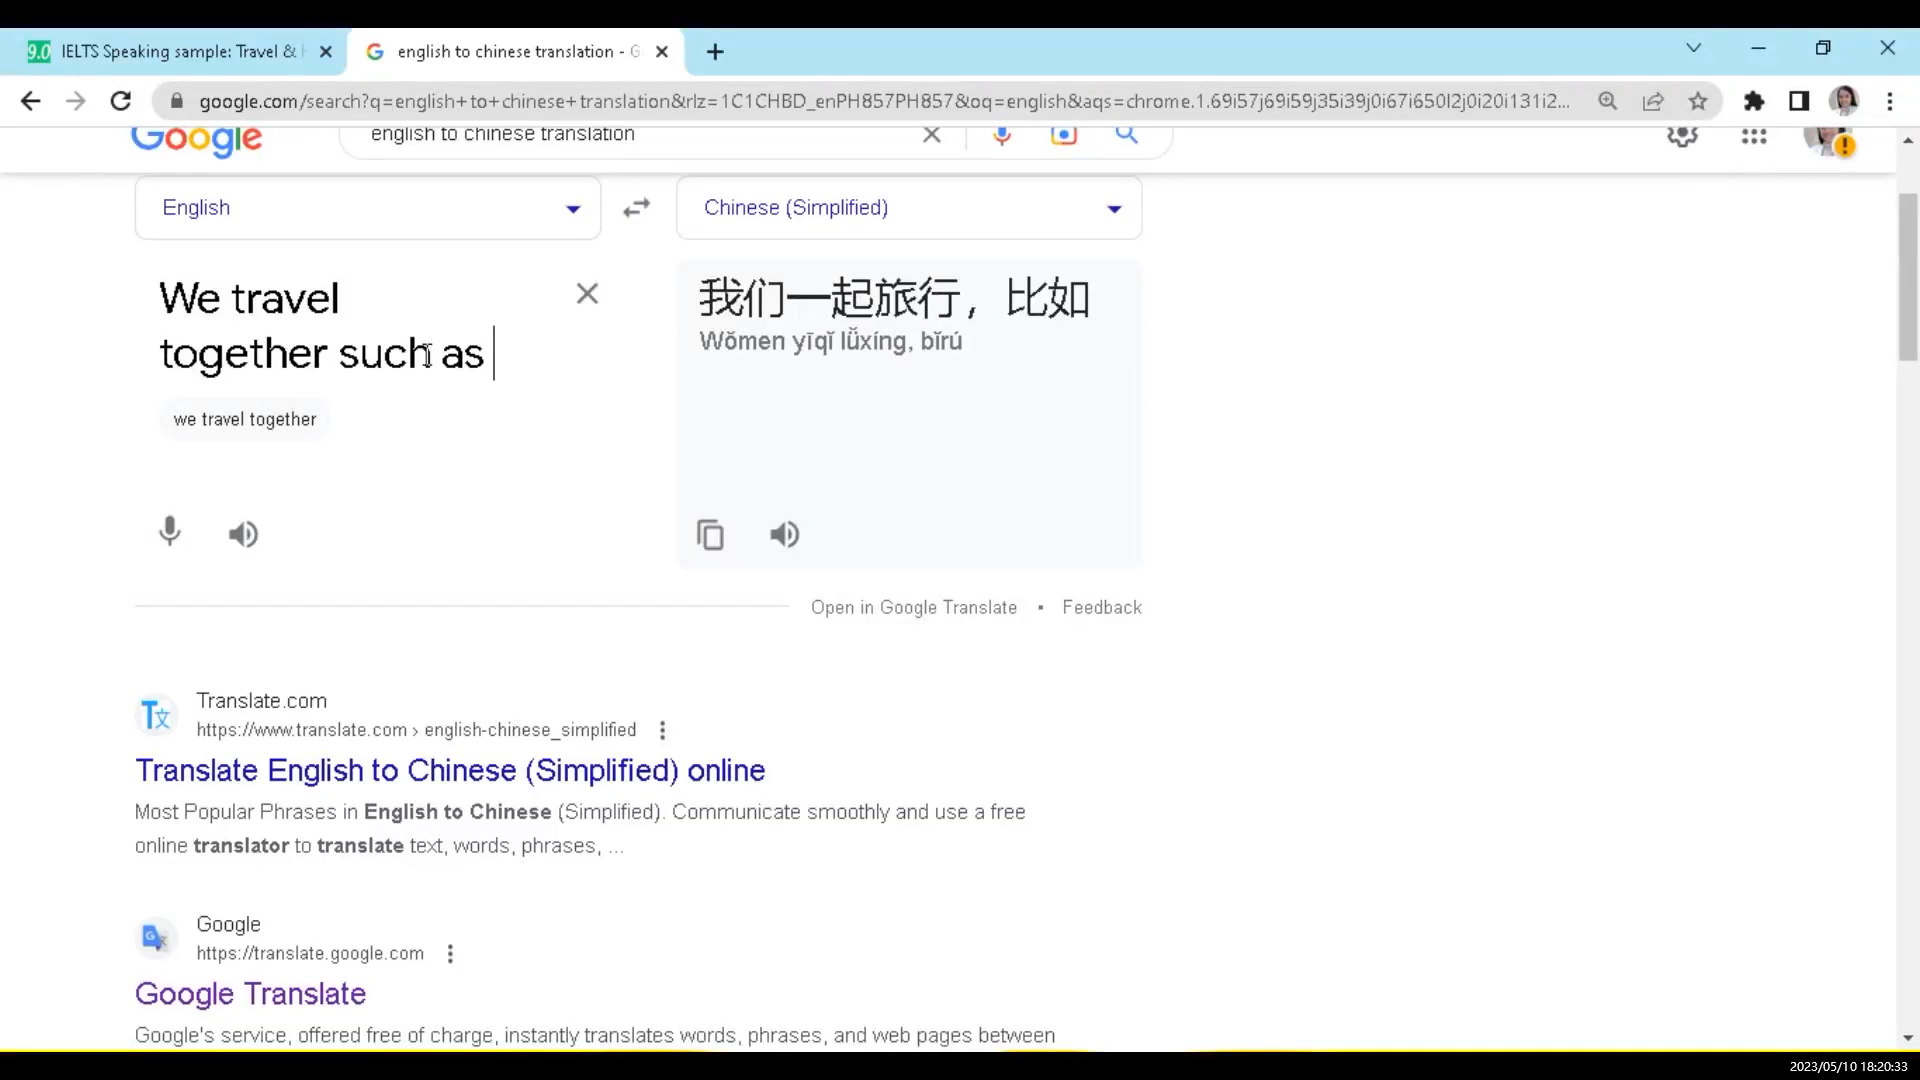 9.0 IELTS Speaking sample: Travel &
english to chinese translation - G
google.com/search?q=english+to+chinese+translation&rlz=1C1CHBD_enPH857PH857&oq=english&aqs=chrome.1.69i57j69i59j35i39j0i67i650l2j0i20i131i2...
Google
english to chinese translation
English
Chinese (Simplified)
We travel
together such as
我们一起旅行，比如
Wǒmen yīqǐ lǚxíng, bǐrú
we travel together
Open in Google Translate • Feedback
Translate.com
https://www.translate.com › english-chinese_simplified
Translate English to Chinese (Simplified) online
Most Popular Phrases in English to Chinese (Simplified). Communicate smoothly and use a free
online translator to translate text, words, phrases, ...
Google
https://translate.google.com
Google Translate
Google's service, offered free of charge, instantly translates words, phrases, and web pages between
2023/05/10 18:20:33